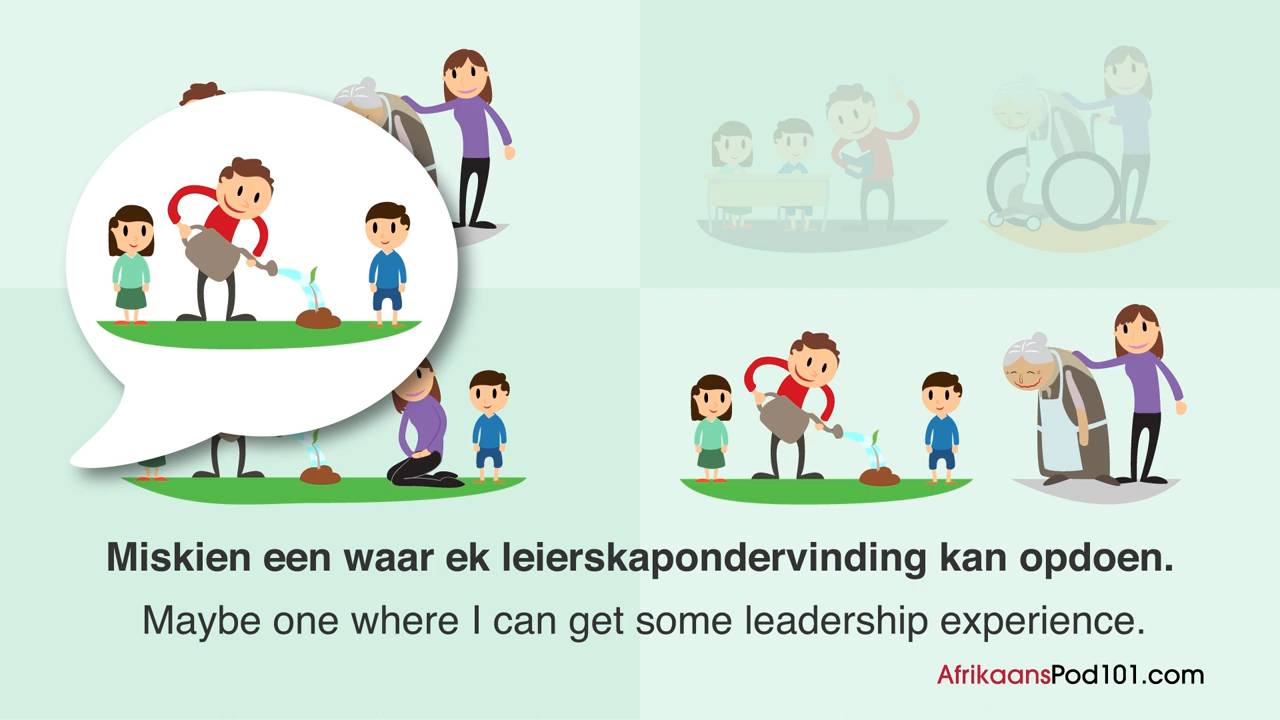 Miskien een waar ek leierskapondervinding kan opdoen.
Maybe one where I can get some leadership experience.
AfrikaansPod101.com